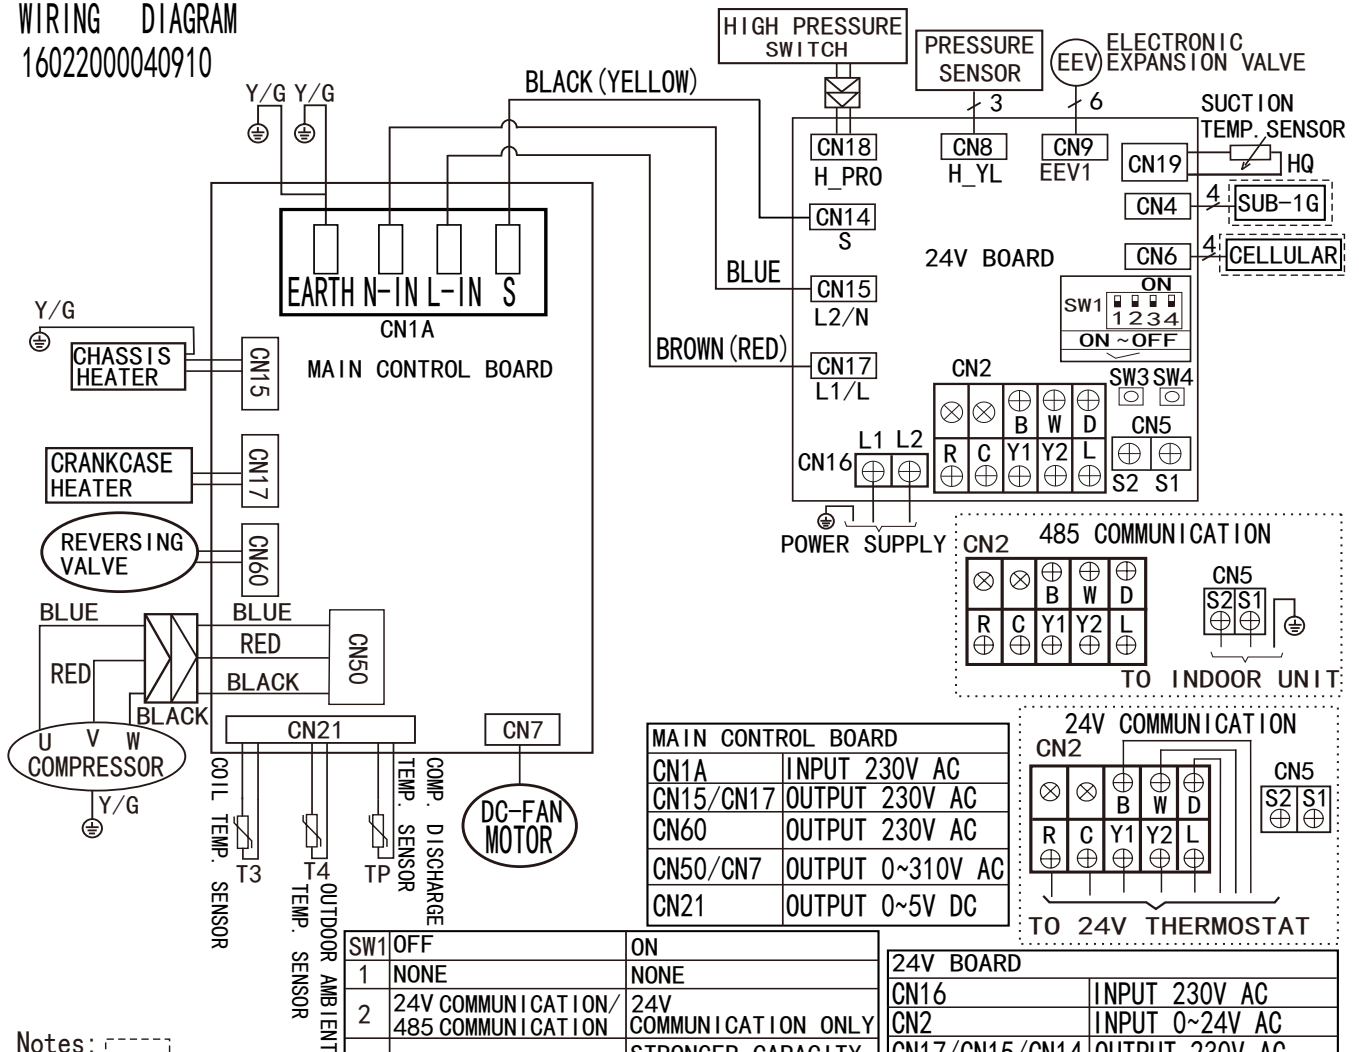 WIRING DIAGRAM
16022000040910
HIGH PRESSURE
SWITCH
PRESSURE
SENSOR
EEV
ELECTRONIC
EXPANSION VALVE
3
6
SUCTION
TEMP. SENSOR
HQ
Y/G Y/G
BLACK(YELLOW)
CN18
H_PRO
CN8
H_YL
CN9
EEV1
CN19
CN4
4
SUB-1G
CN14
S
24V BOARD
CN6
4
CELLULAR
EARTH N-IN L-IN S
CN1A
BLUE
CN15
L2/N
SW1
ON
1234
ON ~OFF
Y/G
CHASSIS
HEATER
CN15
MAIN CONTROL BOARD
BROWN(RED)
CN17
L1/L
CN2
SW3 SW4
B W D
R C Y1 Y2 L
CN5
S2 S1
CN16
L1 L2
POWER SUPPLY
CRANKCASE
HEATER
CN17
REVERSING
VALVE
CN60
BLUE
RED
BLACK
BLUE
RED
BLACK
CN50
U V W
COMPRESSOR
Y/G
CN21
CN7
COIL TEMP. SENSOR
T3
T4
OUTDOOR AMBIENT
TEMP. SENSOR
TP
COMP. DISCHARGE
TEMP. SENSOR
DC-FAN
MOTOR
485 COMMUNICATION
CN2
B W D
R C Y1 Y2 L
CN5
S2 S1
TO INDOOR UNIT
24V COMMUNICATION
CN2
B W D
R C Y1 Y2 L
CN5
S2 S1
TO 24V THERMOSTAT
MAIN CONTROL BOARD
CN1A INPUT 230V AC
CN15/CN17 OUTPUT 230V AC
CN60 OUTPUT 230V AC
CN50/CN7 OUTPUT 0~310V AC
CN21 OUTPUT 0~5V DC
SW1 OFF ON
1 NONE NONE
2 24V COMMUNICATION/ 24V
485 COMMUNICATION COMMUNICATION ONLY
STRONGER CAPACITY
24V BOARD
CN16 INPUT 230V AC
CN2 INPUT 0~24V AC
CN17/CN15/CN14 OUTPUT 230V AC
Notes: